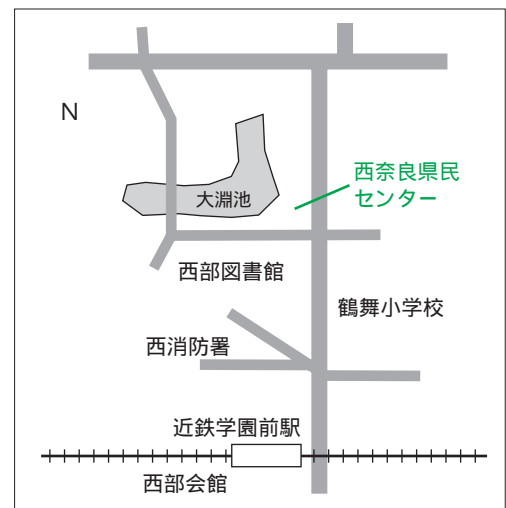 N
西奈良県民
センター
大淵池
西部図書館
鶴舞小学校
西消防署
近鉄学園前駅
西部会館